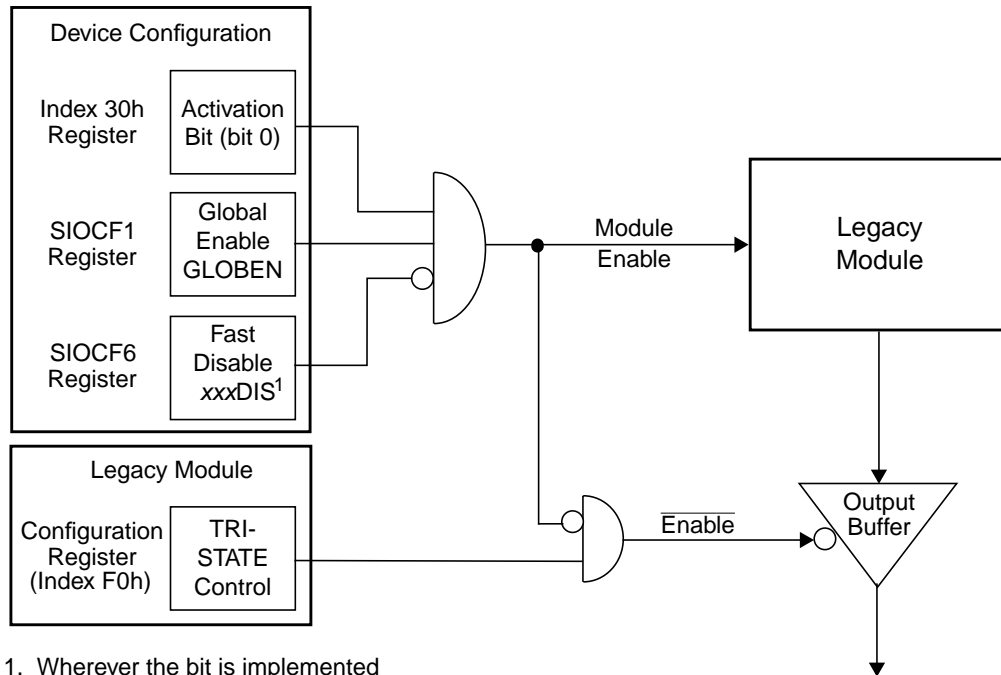 Device Configuration
Index 30h
Register
Activation
Bit (bit 0)
SIOCF1
Register
Global
Enable
GLOBEN
SIOCF6
Register
Fast
Disable
xxxDIS1
Module
Enable
Legacy
Module
Legacy Module
Configuration
Register
(Index F0h)
TRI-
STATE
Control
Enable
Output
Buffer
1. Wherever the bit is implemented